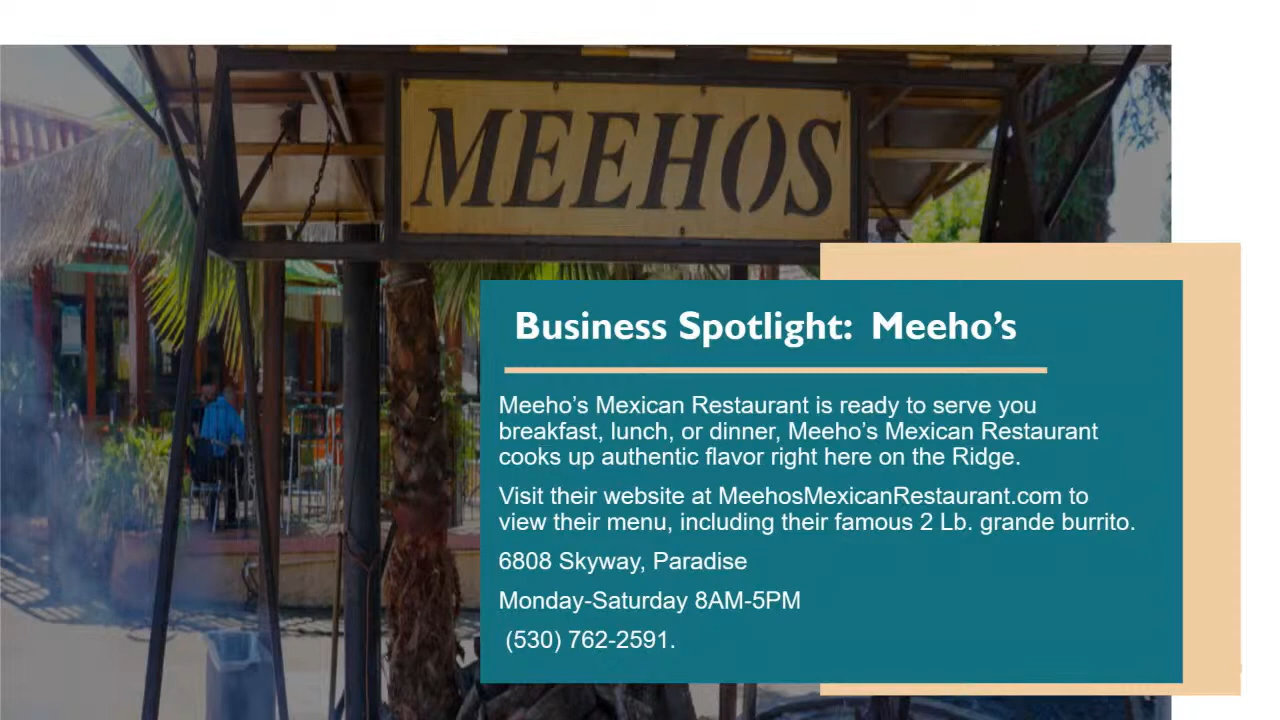 MEEHOS
Business Spotlight: Meeho’s
Meeho’s Mexican Restaurant is ready to serve you
breakfast, lunch, or dinner, Meeho’s Mexican Restaurant
cooks up authentic flavor right here on the Ridge.
Visit their website at MeehosMexicanRestaurant.com to
view their menu, including their famous 2 Lb. grande burrito.
6808 Skyway, Paradise
Monday-Saturday 8AM-5PM
(530) 762-2591.